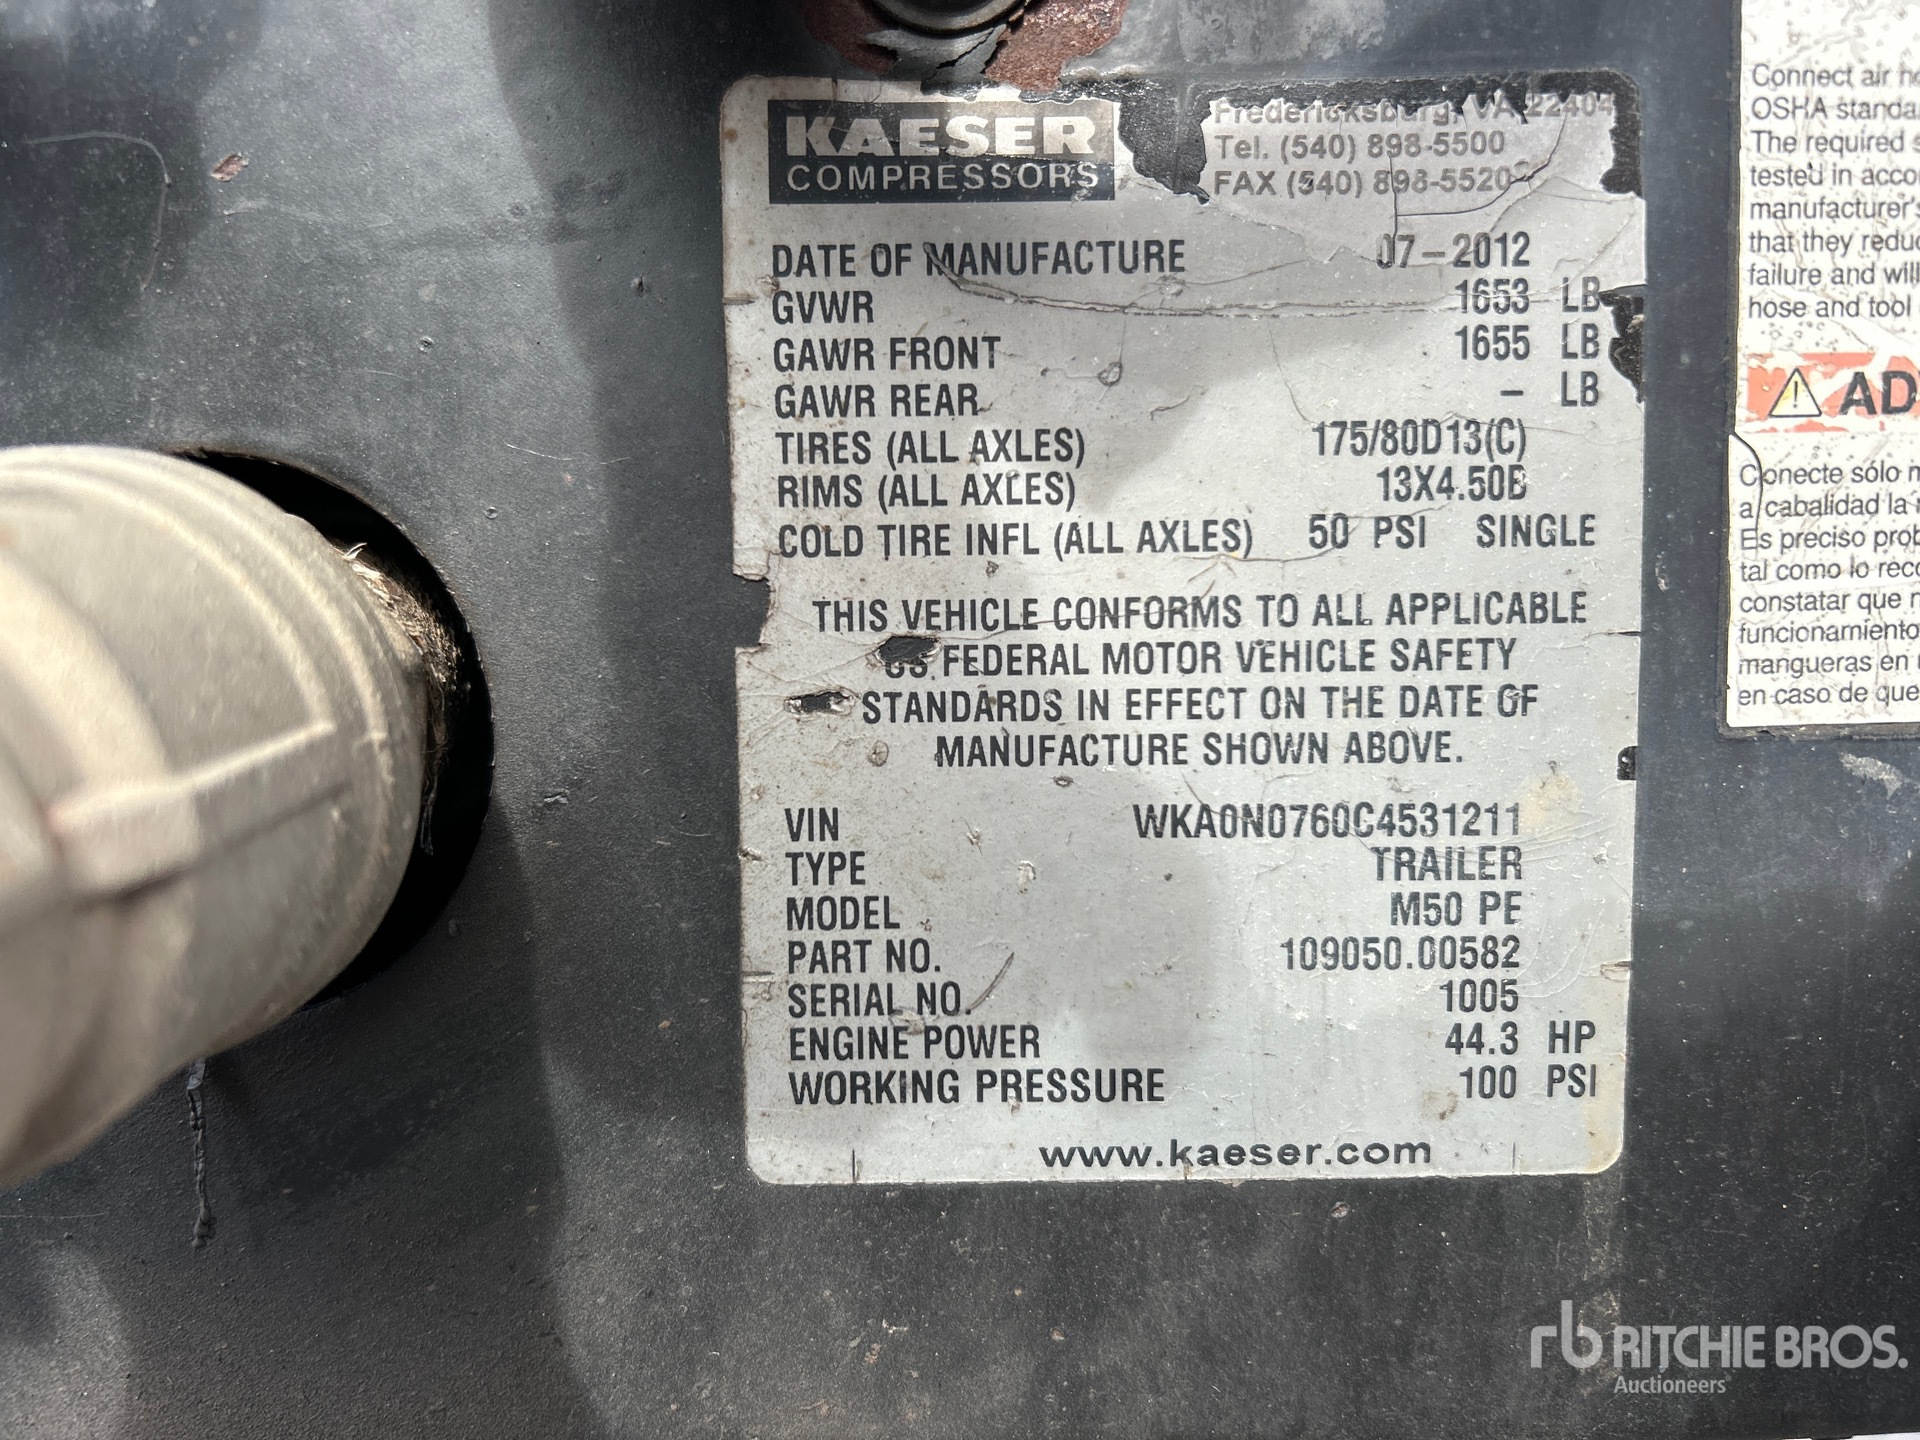 KAESER
COMPRESSORS
Fredericksburg, VA 22404
Tel. (540) 898-5500
FAX (540) 898-5520
DATE OF MANUFACTURE 07-2012
GVWR 1653 LB
GAWR FRONT 1655 LB
GAWR REAR - LB
TIRES (ALL AXLES) 175/80D13(C)
RIMS (ALL AXLES) 13X4.50B
COLD TIRE INFL (ALL AXLES) 50 PSI SINGLE
THIS VEHICLE CONFORMS TO ALL APPLICABLE
US FEDERAL MOTOR VEHICLE SAFETY
STANDARDS IN EFFECT ON THE DATE OF
MANUFACTURE SHOWN ABOVE.
VIN WKA0N0760C4531211
TYPE TRAILER
MODEL M50 PE
PART NO. 109050.00582
SERIAL NO. 1005
ENGINE POWER 44.3 HP
WORKING PRESSURE 100 PSI
www.kaeser.com
Connect air
OSHA
The required
tested in
manufacturer's
that they
failure and will
hose and tool
AD
Conecte sólo
a cabalidad la
Es preciso
tal como lo
constatar que
funcionamiento
mangueras en
en caso de que
rb RITCHIE BROS.
Auctioneers